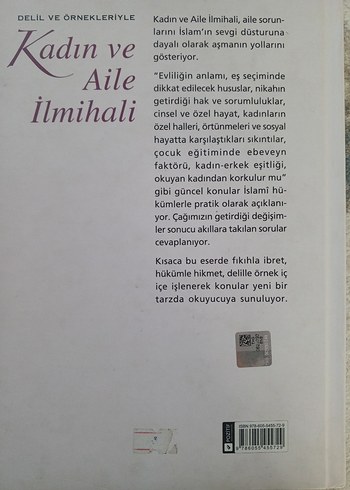 DELİL VE ÖRNEKLERİYLE
Kadın ve
Aile
İlmihali
Kadın ve Aile İlmihali, aile sorun-
larını İslam'ın sevgi düsturuna
dayalı olarak aşmanın yollarını
gösteriyor.
"Evliliğin anlamı, eş seçiminde
dikkat edilecek hususlar, nikahın
getirdiği hak ve sorumluluklar,
cinsel ve özel hayat, kadınların
özel halleri, örtünmeleri ve sosyal
hayatta karşılaştıkları sıkıntılar,
çocuk eğitiminde ebeveyn
faktörü, kadın-erkek eşitliği,
okuyan kadından korkulur mu"
gibi güncel konular İslamî hü-
kümlerle pratik olarak açıklanı-
yor. Çağımızın getirdiği değişim-
ler sonucu akıllara takılan sorular
cevaplanıyor.
Kısaca bu eserde fıkıhla ibret,
hükümle hikmet, delille örnek iç
içe işlenerek konular yeni bir
tarzda okuyucuya sunuluyor.
POZİTİF